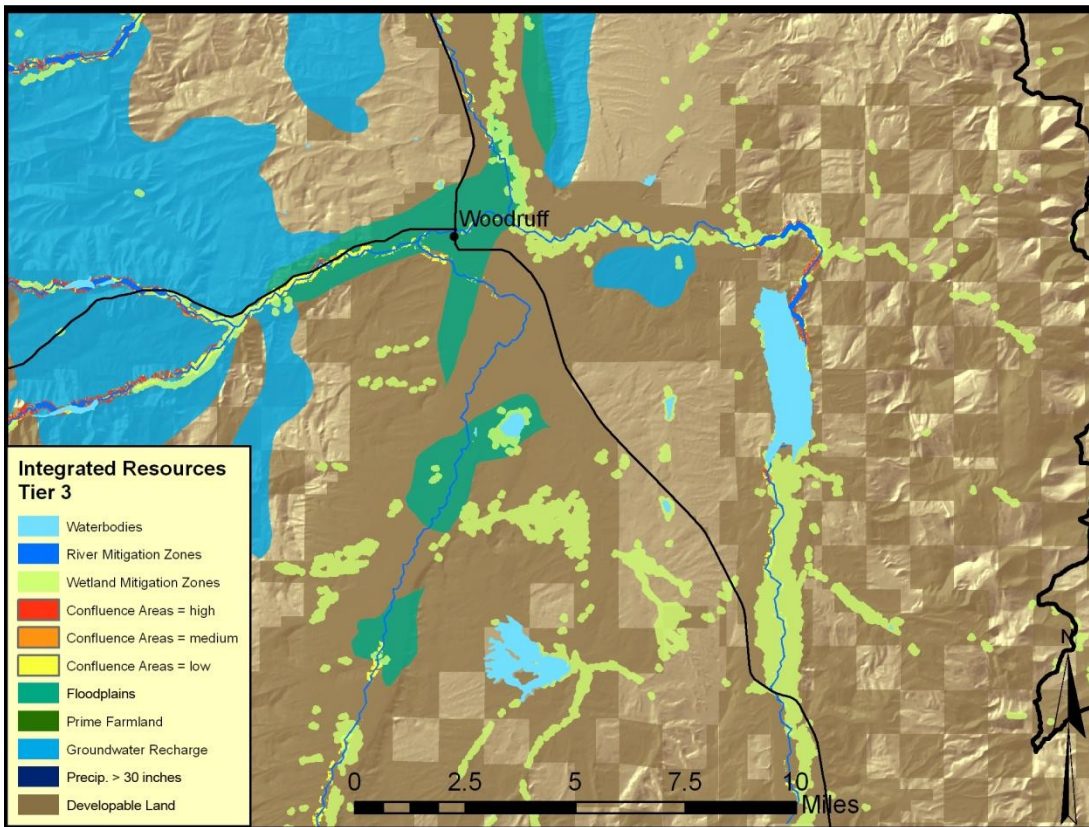 Woodruff
Integrated Resources
Tier 3
Waterbodies
River Mitigation Zones
Wetland Mitigation Zones
Confluence Areas = high
Confluence Areas = medium
Confluence Areas = low
Floodplains
Prime Farmland
Groundwater Recharge
Precip. > 30 inches
Developable Land
N
0 2.5 5 7.5 10
Miles